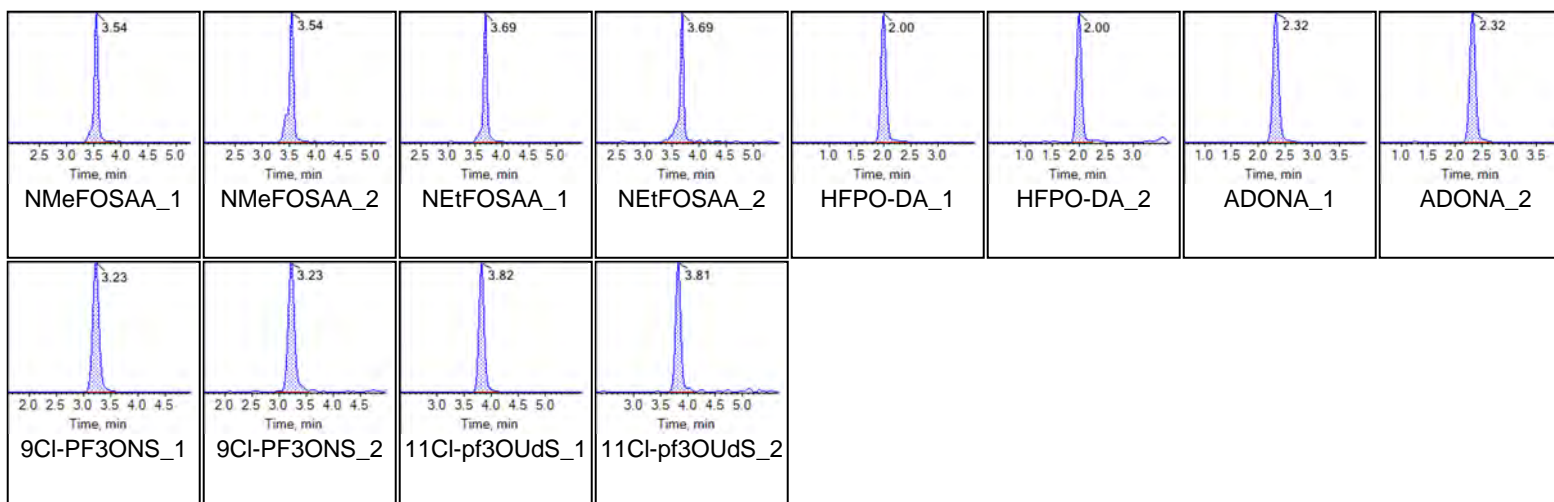 3.54 3.54 3.69 3.69 2.00 2.00 2.32 2.32
2.5 3.0 3.5 4.0 4.5 5.0 2.5 3.0 3.5 4.0 4.5 5.0 2.5 3.0 3.5 4.0 4.5 5.0 2.5 3.0 3.5 4.0 4.5 5.0 1.0 1.5 2.0 2.5 3.0 1.0 1.5 2.0 2.5 3.0 1.0 1.5 2.0 2.5 3.0 3.5 1.0 1.5 2.0 2.5 3.0 3.5
Time, min Time, min Time, min Time, min Time, min Time, min Time, min Time, min
NMeFOSAA_1 NMeFOSAA_2 NEtFOSAA_1 NEtFOSAA_2 HFPO-DA_1 HFPO-DA_2 ADONA_1 ADONA_2
3.23 3.23 3.82 3.81
2.0 2.5 3.0 3.5 4.0 4.5 2.0 2.5 3.0 3.5 4.0 4.5 3.0 3.5 4.0 4.5 5.0 3.0 3.5 4.0 4.5 5.0
Time, min Time, min Time, min Time, min
9Cl-PF3ONS_1 9Cl-PF3ONS_2 11Cl-pf3OUdS_1 11Cl-pf3OUdS_2